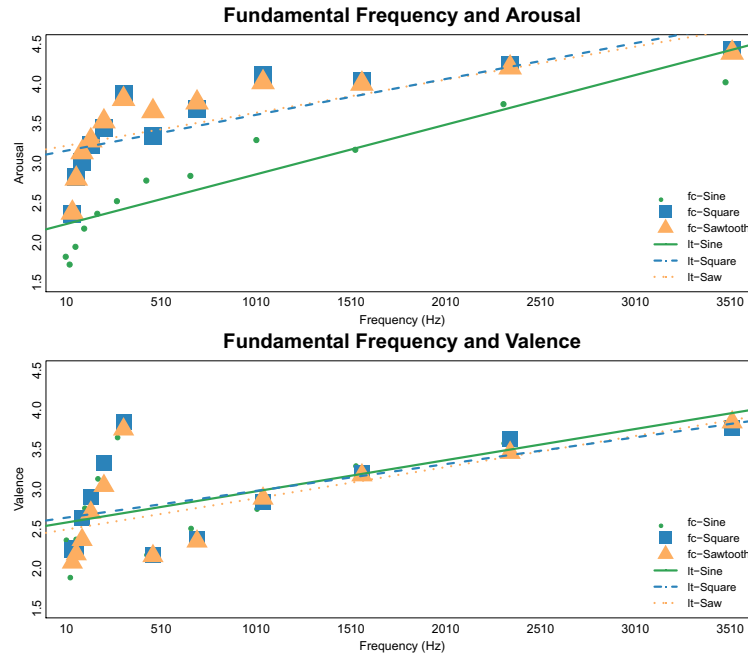 Fundamental Frequency and Arousal
4.5
4.0
3.5
3.0
2.5
2.0
1.5
Arousal
fc−Sine
fc−Square
fc−Sawtooth
lt−Sine
lt−Square
lt−Saw
10 510 1010 1510 2010 2510 3010 3510
Frequency (Hz)
Fundamental Frequency and Valence
4.5
4.0
3.5
3.0
2.5
2.0
1.5
Valence
fc−Sine
fc−Square
fc−Sawtooth
lt−Sine
lt−Square
lt−Saw
10 510 1010 1510 2010 2510 3010 3510
Frequency (Hz)